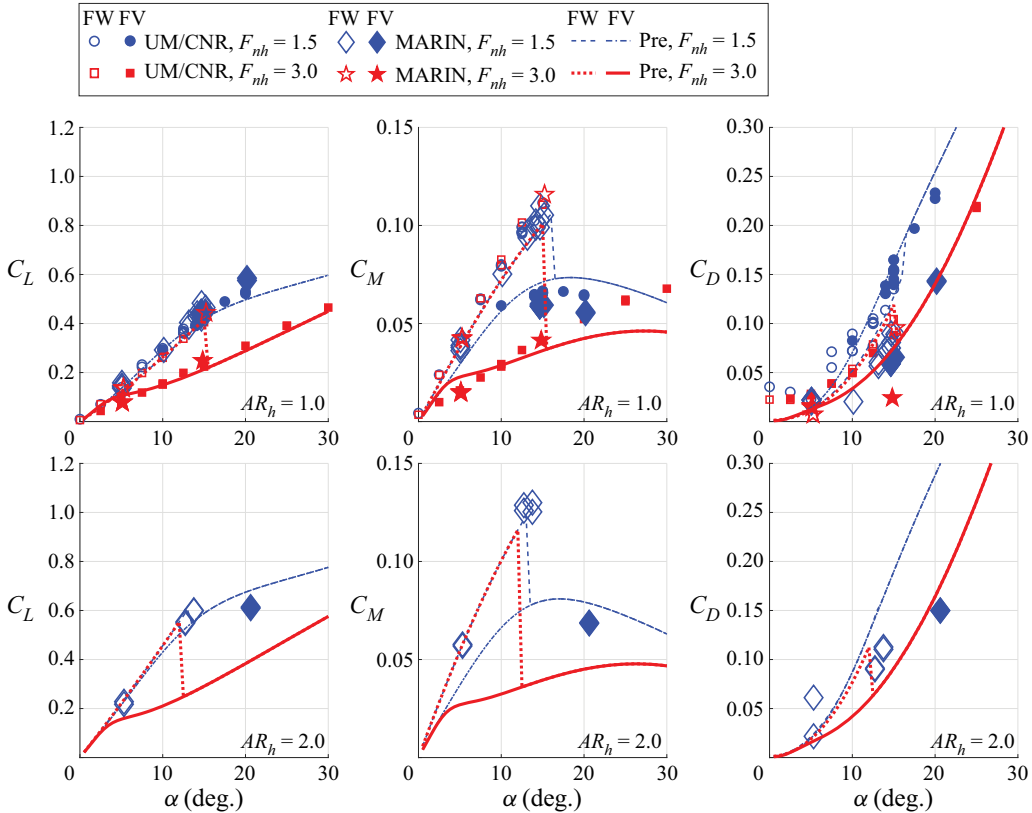 FW FV FW FV FW FV
UM/CNR, F_nh = 1.5 MARIN, F_nh = 1.5 Pre, F_nh = 1.5
UM/CNR, F_nh = 3.0 MARIN, F_nh = 3.0 Pre, F_nh = 3.0
1.2
1.0
0.8
C_L 0.6
0.4
0.2
AR_h = 1.0
0 10 20 30
0.15
0.10
C_M
0.05
AR_h = 1.0
0 10 20 30
0.30
0.25
0.20
C_D 0.15
0.10
0.05
AR_h = 1.0
0 10 20 30
1.2
1.0
0.8
C_L 0.6
0.4
0.2
AR_h = 2.0
0 10 20 30
α (deg.)
0.15
0.10
C_M
0.05
AR_h = 2.0
0 10 20 30
α (deg.)
0.30
0.25
0.20
C_D 0.15
0.10
0.05
AR_h = 2.0
0 10 20 30
α (deg.)